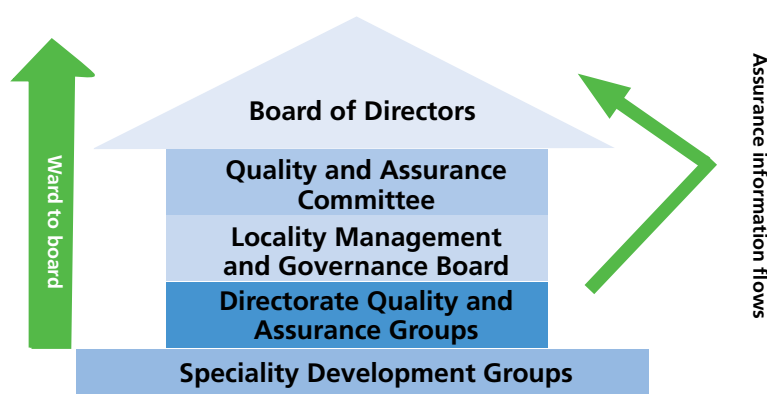 Board of Directors
Quality and Assurance
Committee
Locality Management
and Governance Board
Directorate Quality and
Assurance Groups
Speciality Development Groups
Ward to board
Assurance information flows